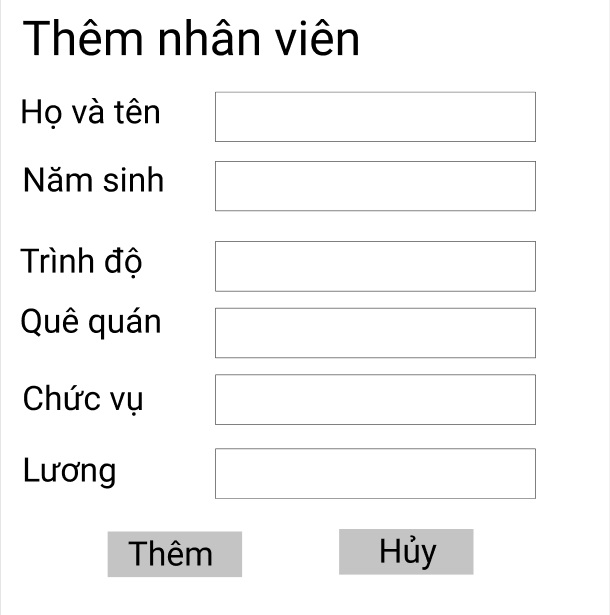 Thêm nhân viên
Họ và tên
Năm sinh
Trình độ
Quê quán
Chức vụ
Lương
Thêm Hủy